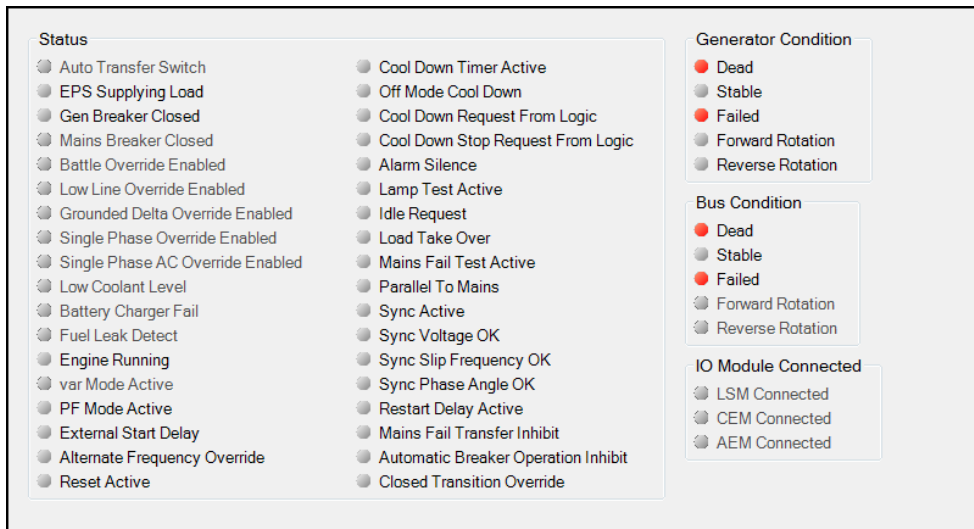 Status
Auto Transfer Switch
EPS Supplying Load
Gen Breaker Closed
Mains Breaker Closed
Battle Override Enabled
Low Line Override Enabled
Grounded Delta Override Enabled
Single Phase Override Enabled
Single Phase AC Override Enabled
Low Coolant Level
Battery Charger Fail
Fuel Leak Detect
Engine Running
var Mode Active
PF Mode Active
External Start Delay
Alternate Frequency Override
Reset Active
Cool Down Timer Active
Off Mode Cool Down
Cool Down Request From Logic
Cool Down Stop Request From Logic
Alarm Silence
Lamp Test Active
Idle Request
Load Take Over
Mains Fail Test Active
Parallel To Mains
Sync Active
Sync Voltage OK
Sync Slip Frequency OK
Sync Phase Angle OK
Restart Delay Active
Mains Fail Transfer Inhibit
Automatic Breaker Operation Inhibit
Closed Transition Override
Generator Condition
Dead
Stable
Failed
Forward Rotation
Reverse Rotation
Bus Condition
Dead
Stable
Failed
Forward Rotation
Reverse Rotation
IO Module Connected
LSM Connected
CEM Connected
AEM Connected